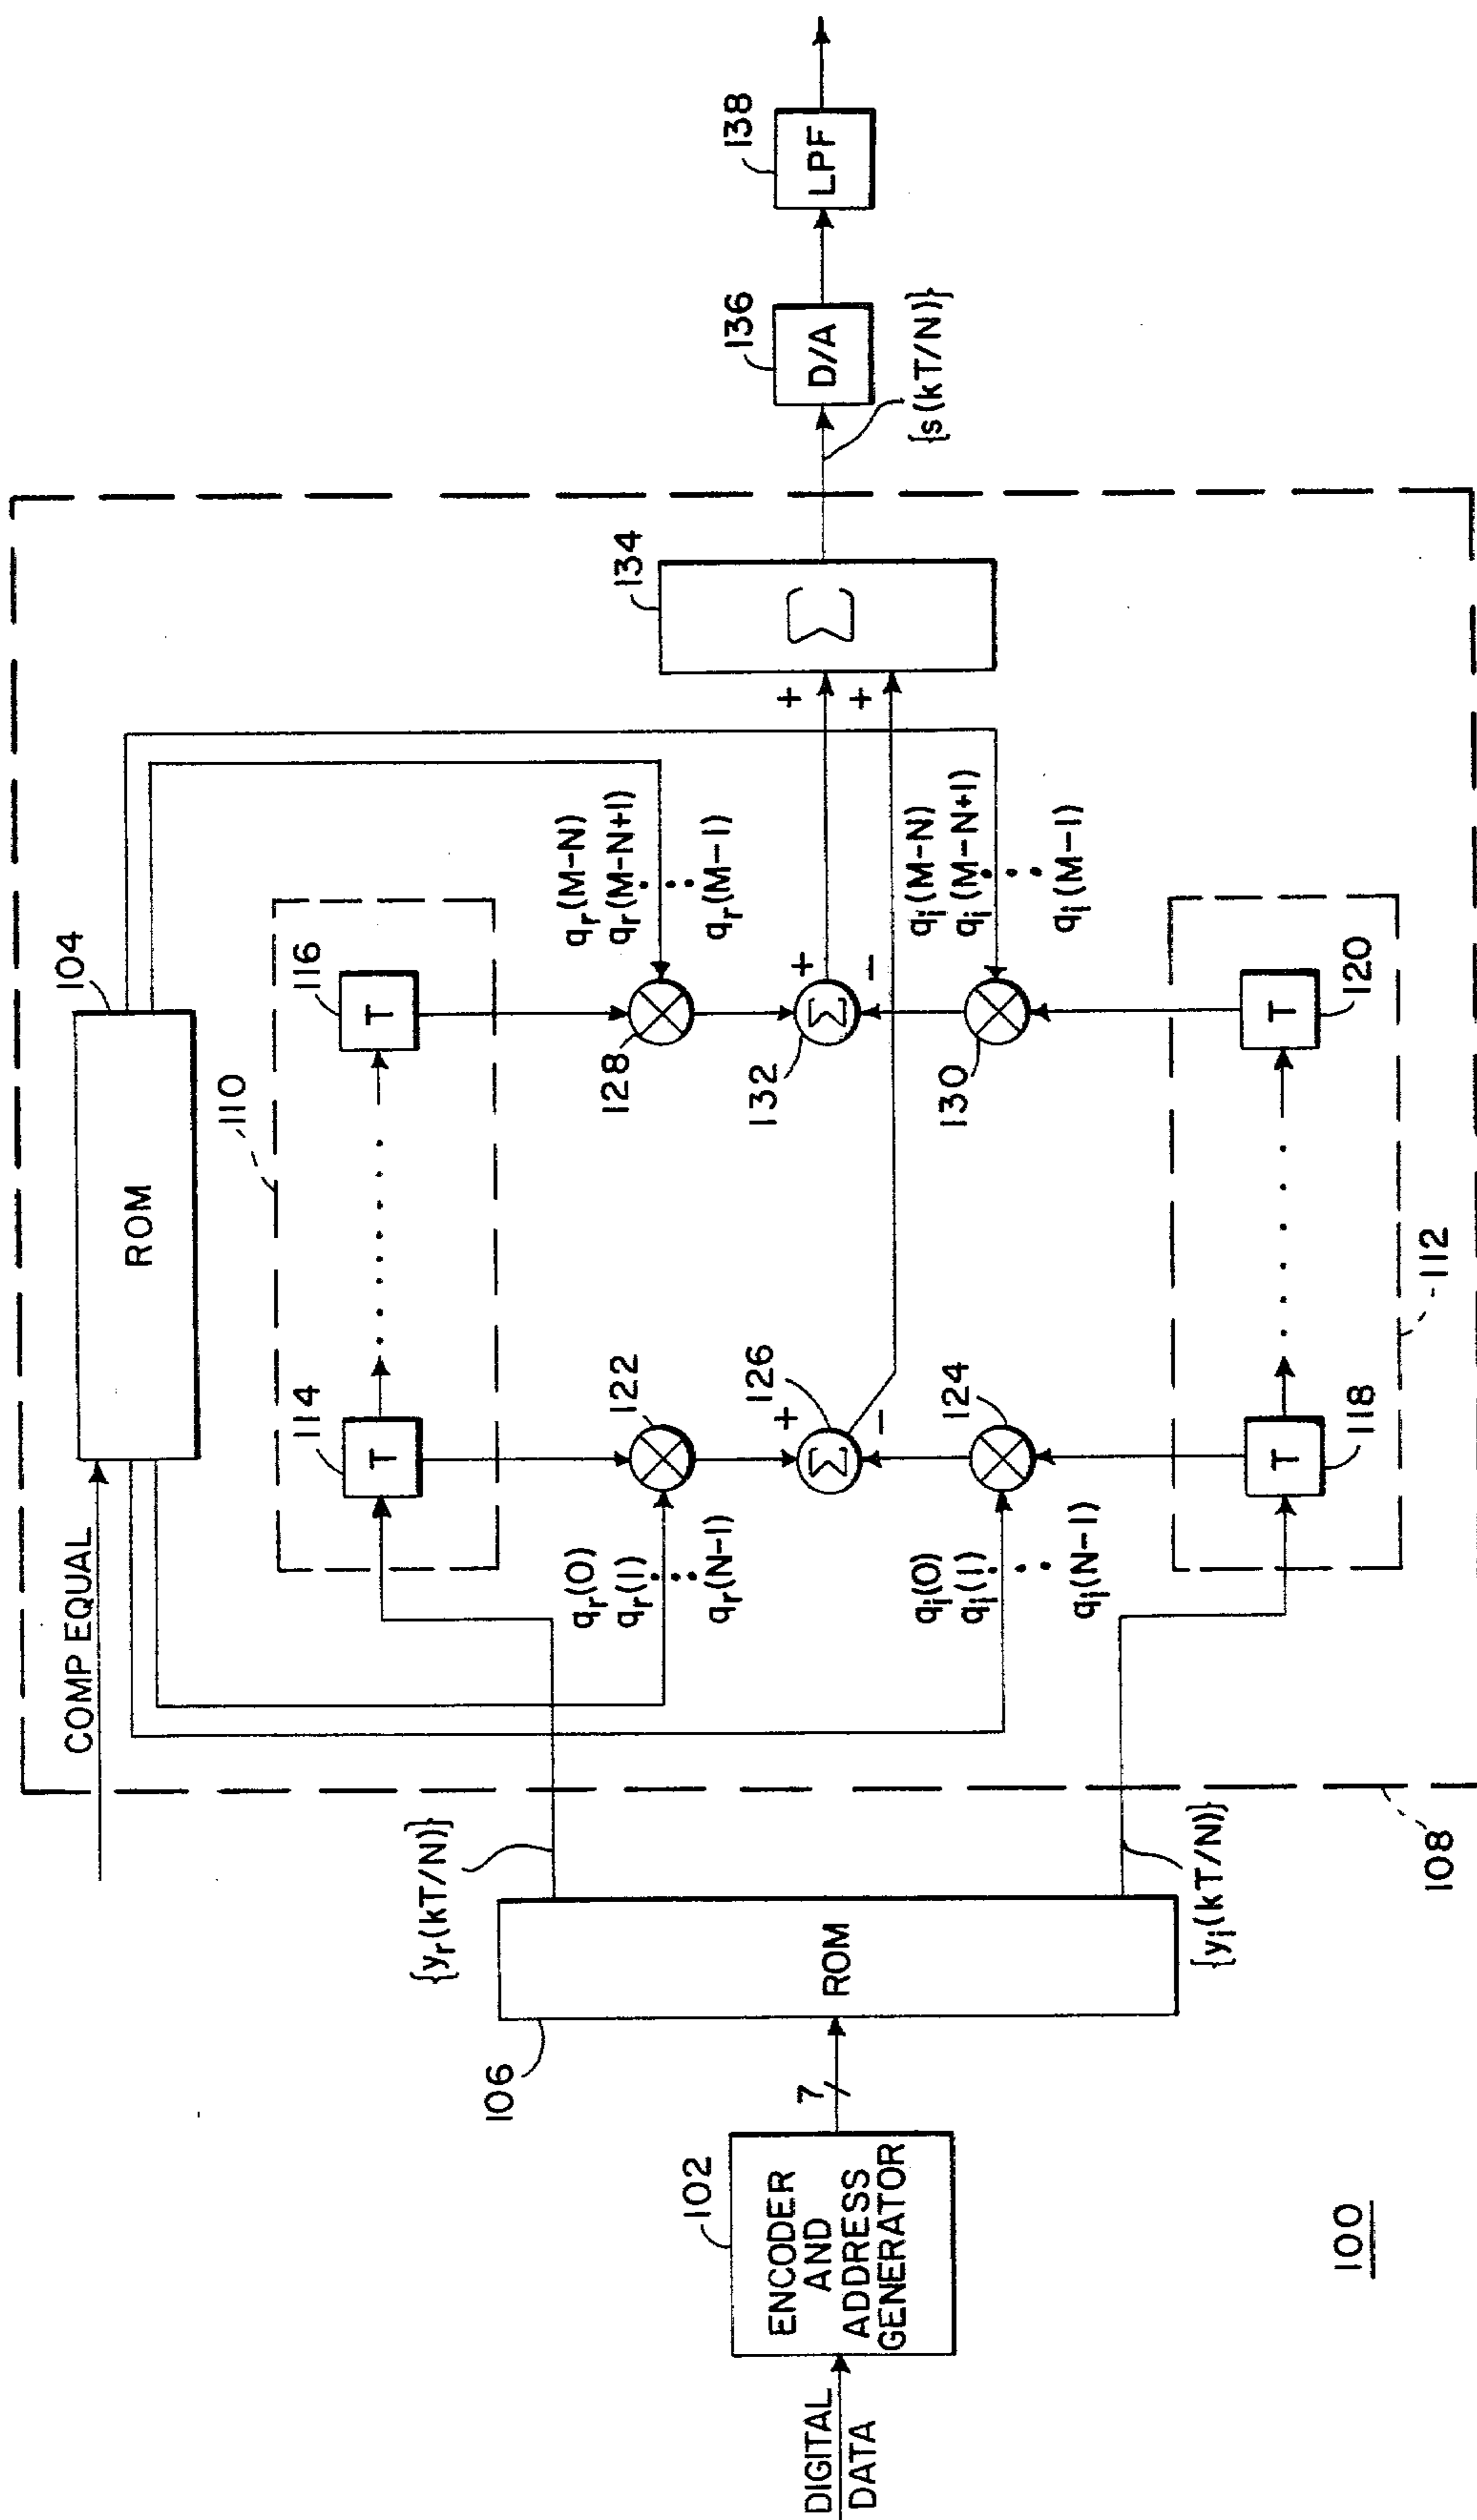 DIGITAL
DATA
102
ENCODER
AND
ADDRESS
GENERATOR
7
106
ROM
{yr(kT/N)}
{yi(kT/N)}
108
COMP EQUAL
104
ROM
110
114
T
116
T
qr(0)
qr(1)
qr(N-1)
122
126
+
-
Σ
124
qi(0)
qi(1)
qi(N-1)
118
T
120
T
112
qr(M-N)
qr(M-N+1)
qr(M-1)
128
132
+
-
Σ
130
qi(M-N)
qi(M-N+1)
qi(M-1)
134
+
+
Σ
{s(kT/N)}
136
D/A
138
LPF
100